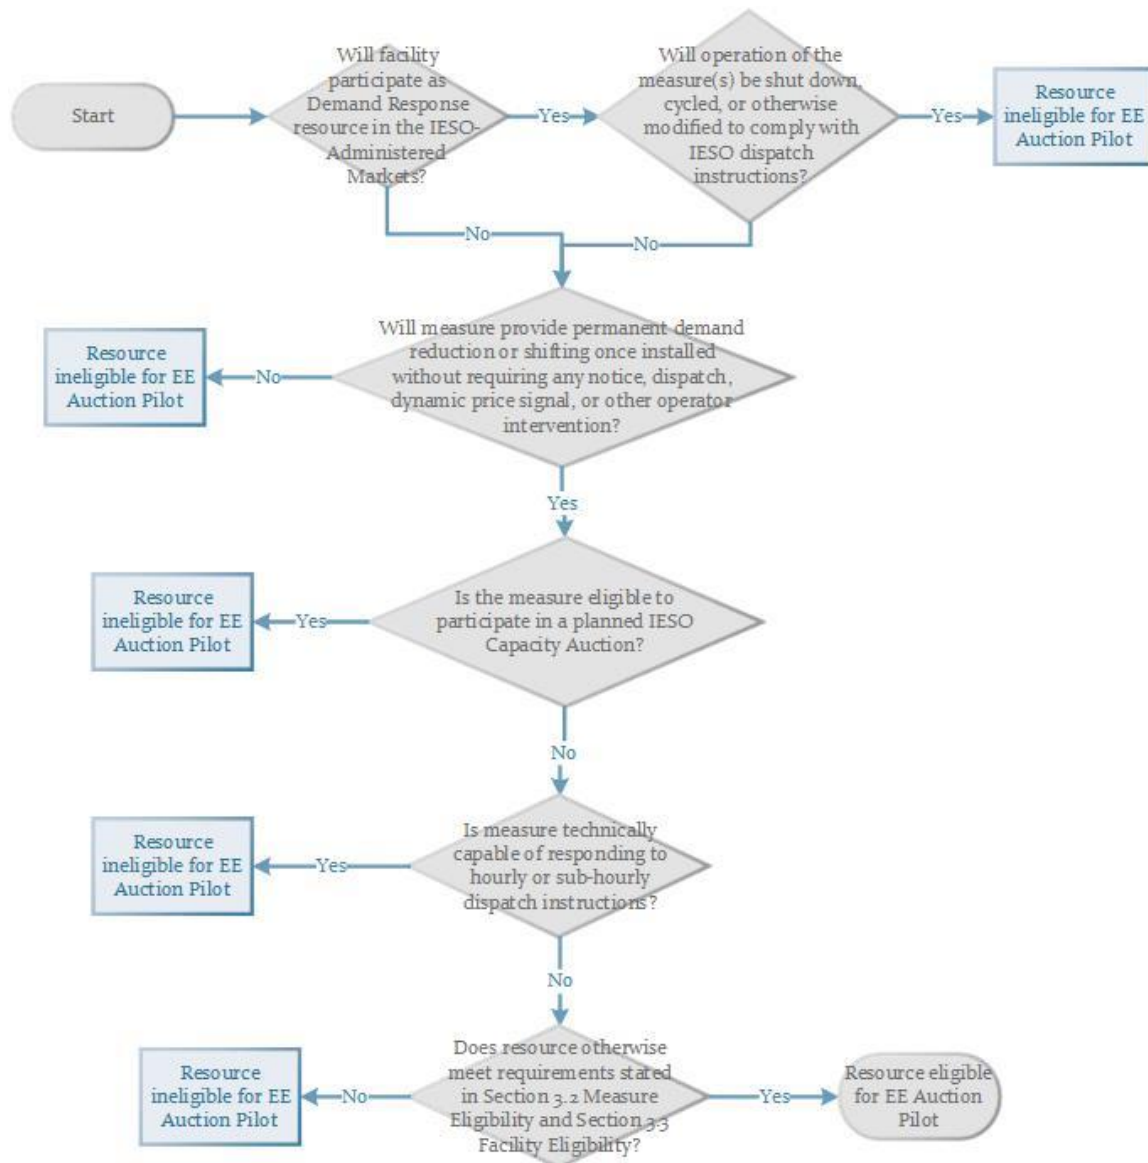 Start
Will facility
participate as
Demand Response
resource in the IESO-
Administered
Markets?
Yes
Will operation of the
measure(s) be shut down,
cycled, or otherwise
modified to comply with
IESO dispatch
instructions?
Yes
Resource
ineligible for EE
Auction Pilot
No
No
Will measure provide permanent demand
reduction or shifting once installed
without requiring any notice, dispatch,
dynamic price signal, or other operator
intervention?
No
Resource
ineligible for EE
Auction Pilot
Yes
Is the measure eligible to
participate in a planned IESO
Capacity Auction?
Yes
Resource
ineligible for EE
Auction Pilot
No
Is measure technically
capable of responding to
hourly or sub-hourly
dispatch instructions?
Yes
Resource
ineligible for EE
Auction Pilot
No
Does resource otherwise
meet requirements stated
in Section 3.2 Measure
Eligibility and Section 3.3
Facility Eligibility?
No
Resource
ineligible for EE
Auction Pilot
Yes
Resource eligible
for EE Auction
Pilot